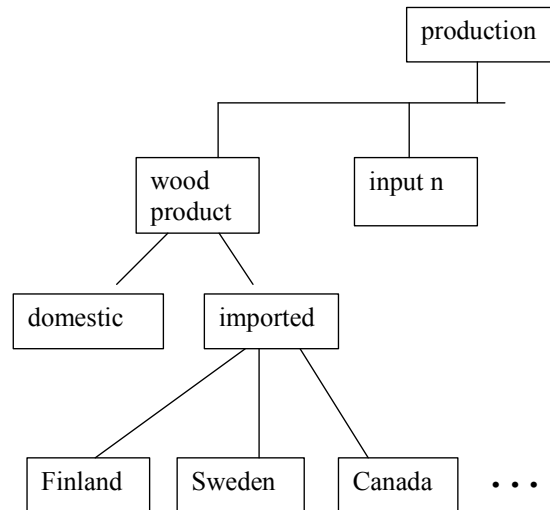 production
wood
product
input n
domestic
imported
Finland
Sweden
Canada
...